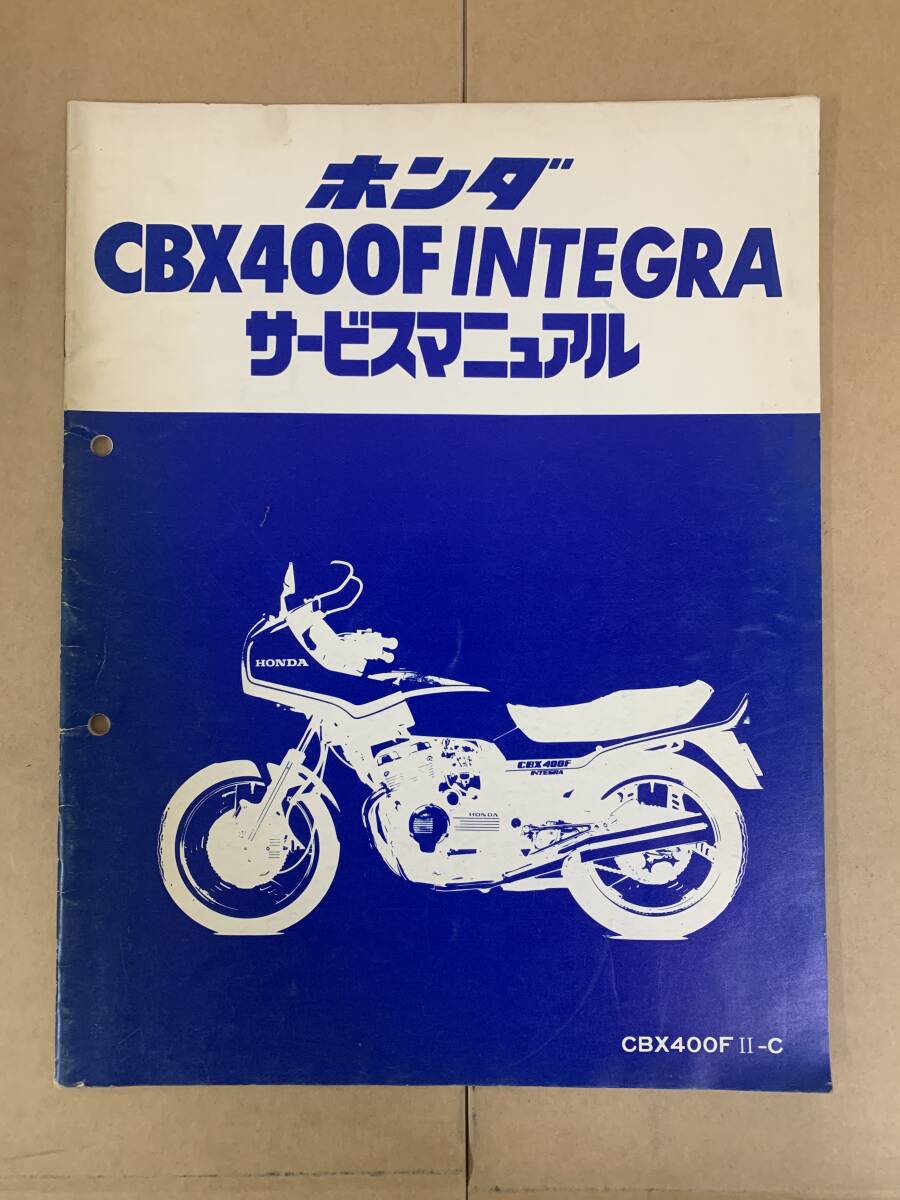 ホンダ
CBX400F INTEGRA
サービスマニュアル
HONDA
CBX400F
INTEGRA
HONDA
CBX400F II-C